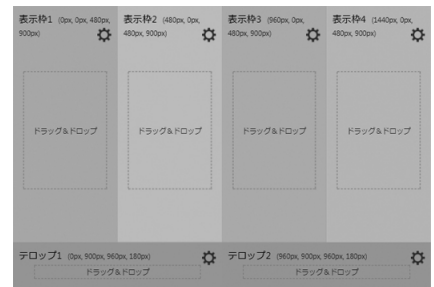 表示枠1 (0px, 0px, 480px,
900px)
表示枠2 (480px, 0px,
480px, 900px)
表示枠3 (960px, 0px,
480px, 900px)
表示枠4 (1440px, 0px,
480px, 900px)
ドラッグ&ドロップ
ドラッグ&ドロップ
ドラッグ&ドロップ
ドラッグ&ドロップ
テロップ1 (0px, 900px, 960px, 180px)
ドラッグ&ドロップ
テロップ2 (960px, 900px, 960px, 180px)
ドラッグ&ドロップ